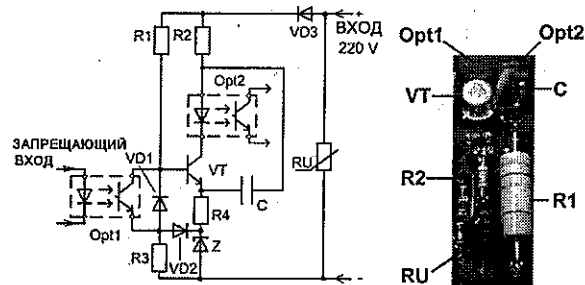 R1
R2
VD3
+
ВХОД
220 V
Opt1
Opt2
Opt2
VT
C
ЗАПРЕЩАЮЩИЙ
ВХОД
VD1
VT
RU
R2
R1
C
R4
Opt1
R3
VD2
Z
RU
-